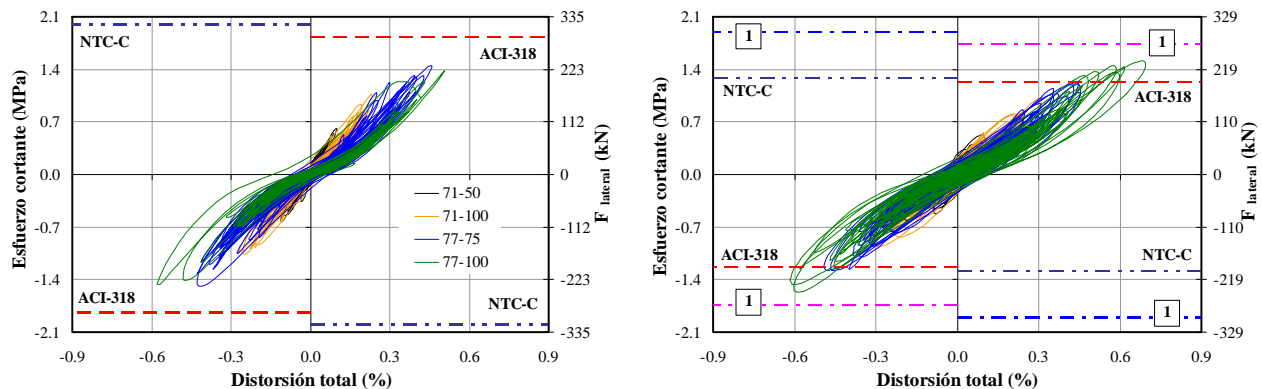 2.1
1.4
0.7
0.0
-0.7
-1.4
-2.1
Esfuerzo cortante (MPa)
335
223
112
0
-112
-223
-335
F lateral (kN)
-0.9 -0.6 -0.3 0.0 0.3 0.6 0.9
Distorsión total (%)
NTC-C
ACI-318
71-50
71-100
77-75
77-100
ACI-318
NTC-C
2.1
1.4
0.7
0.0
-0.7
-1.4
-2.1
Esfuerzo cortante (MPa)
329
219
110
0
-110
-219
-329
F lateral (kN)
-0.9 -0.6 -0.3 0.0 0.3 0.6 0.9
Distorsión total (%)
1
1
NTC-C
ACI-318
ACI-318
NTC-C
1
1